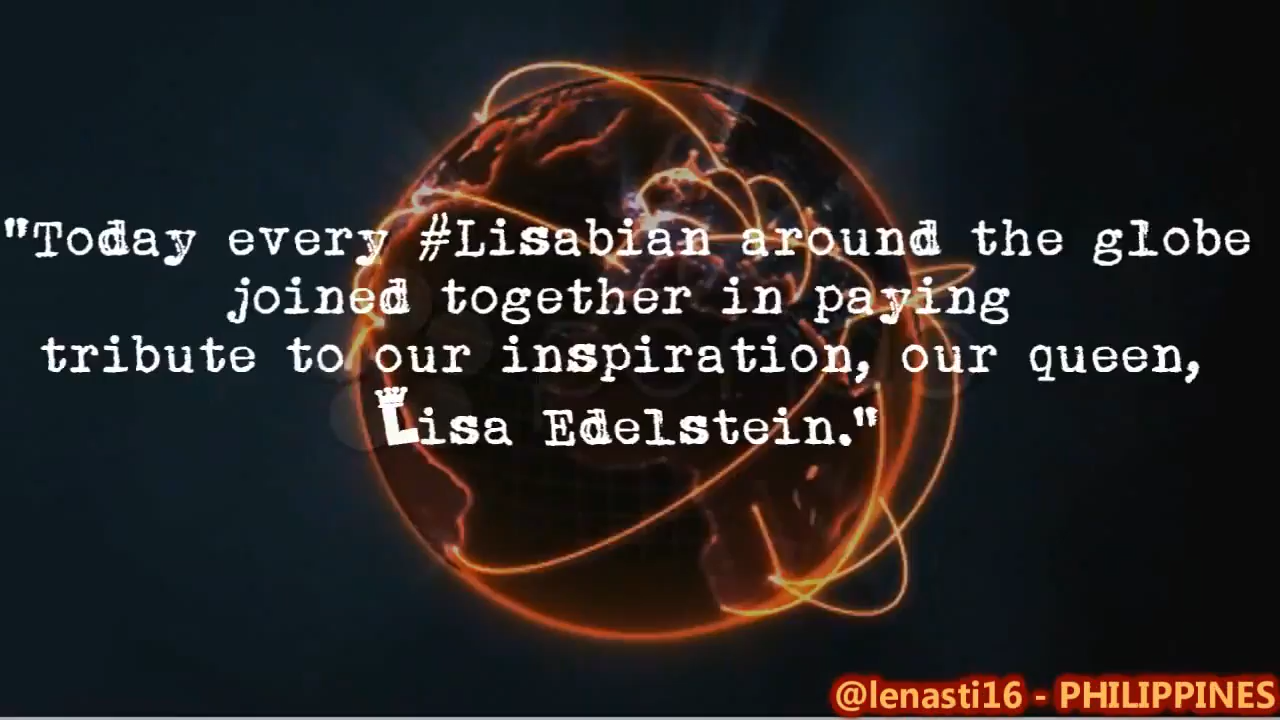 "Today every #Lisabian around the globe
joined together in paying
tribute to our inspiration, our queen,
Lisa Edelstein."
@lenasti16 - PHILIPPINES